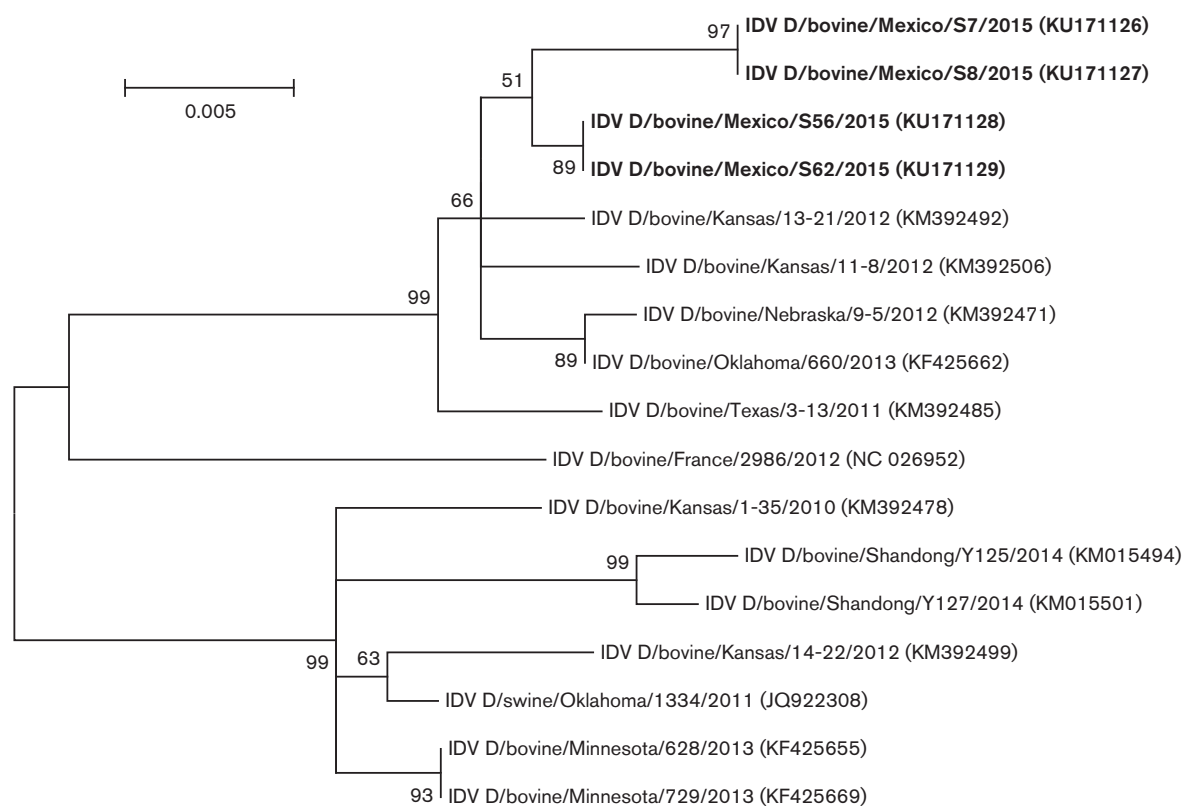 97
IDV D/bovine/Mexico/S7/2015 (KU171126)
IDV D/bovine/Mexico/S8/2015 (KU171127)
0.005
51
IDV D/bovine/Mexico/S56/2015 (KU171128)
89
IDV D/bovine/Mexico/S62/2015 (KU171129)
66
IDV D/bovine/Kansas/13-21/2012 (KM392492)
IDV D/bovine/Kansas/11-8/2012 (KM392506)
99
IDV D/bovine/Nebraska/9-5/2012 (KM392471)
89
IDV D/bovine/Oklahoma/660/2013 (KF425662)
IDV D/bovine/Texas/3-13/2011 (KM392485)
IDV D/bovine/France/2986/2012 (NC 026952)
IDV D/bovine/Kansas/1-35/2010 (KM392478)
99
IDV D/bovine/Shandong/Y125/2014 (KM015494)
IDV D/bovine/Shandong/Y127/2014 (KM015501)
99
63
IDV D/bovine/Kansas/14-22/2012 (KM392499)
IDV D/swine/Oklahoma/1334/2011 (JQ922308)
IDV D/bovine/Minnesota/628/2013 (KF425655)
93
IDV D/bovine/Minnesota/729/2013 (KF425669)